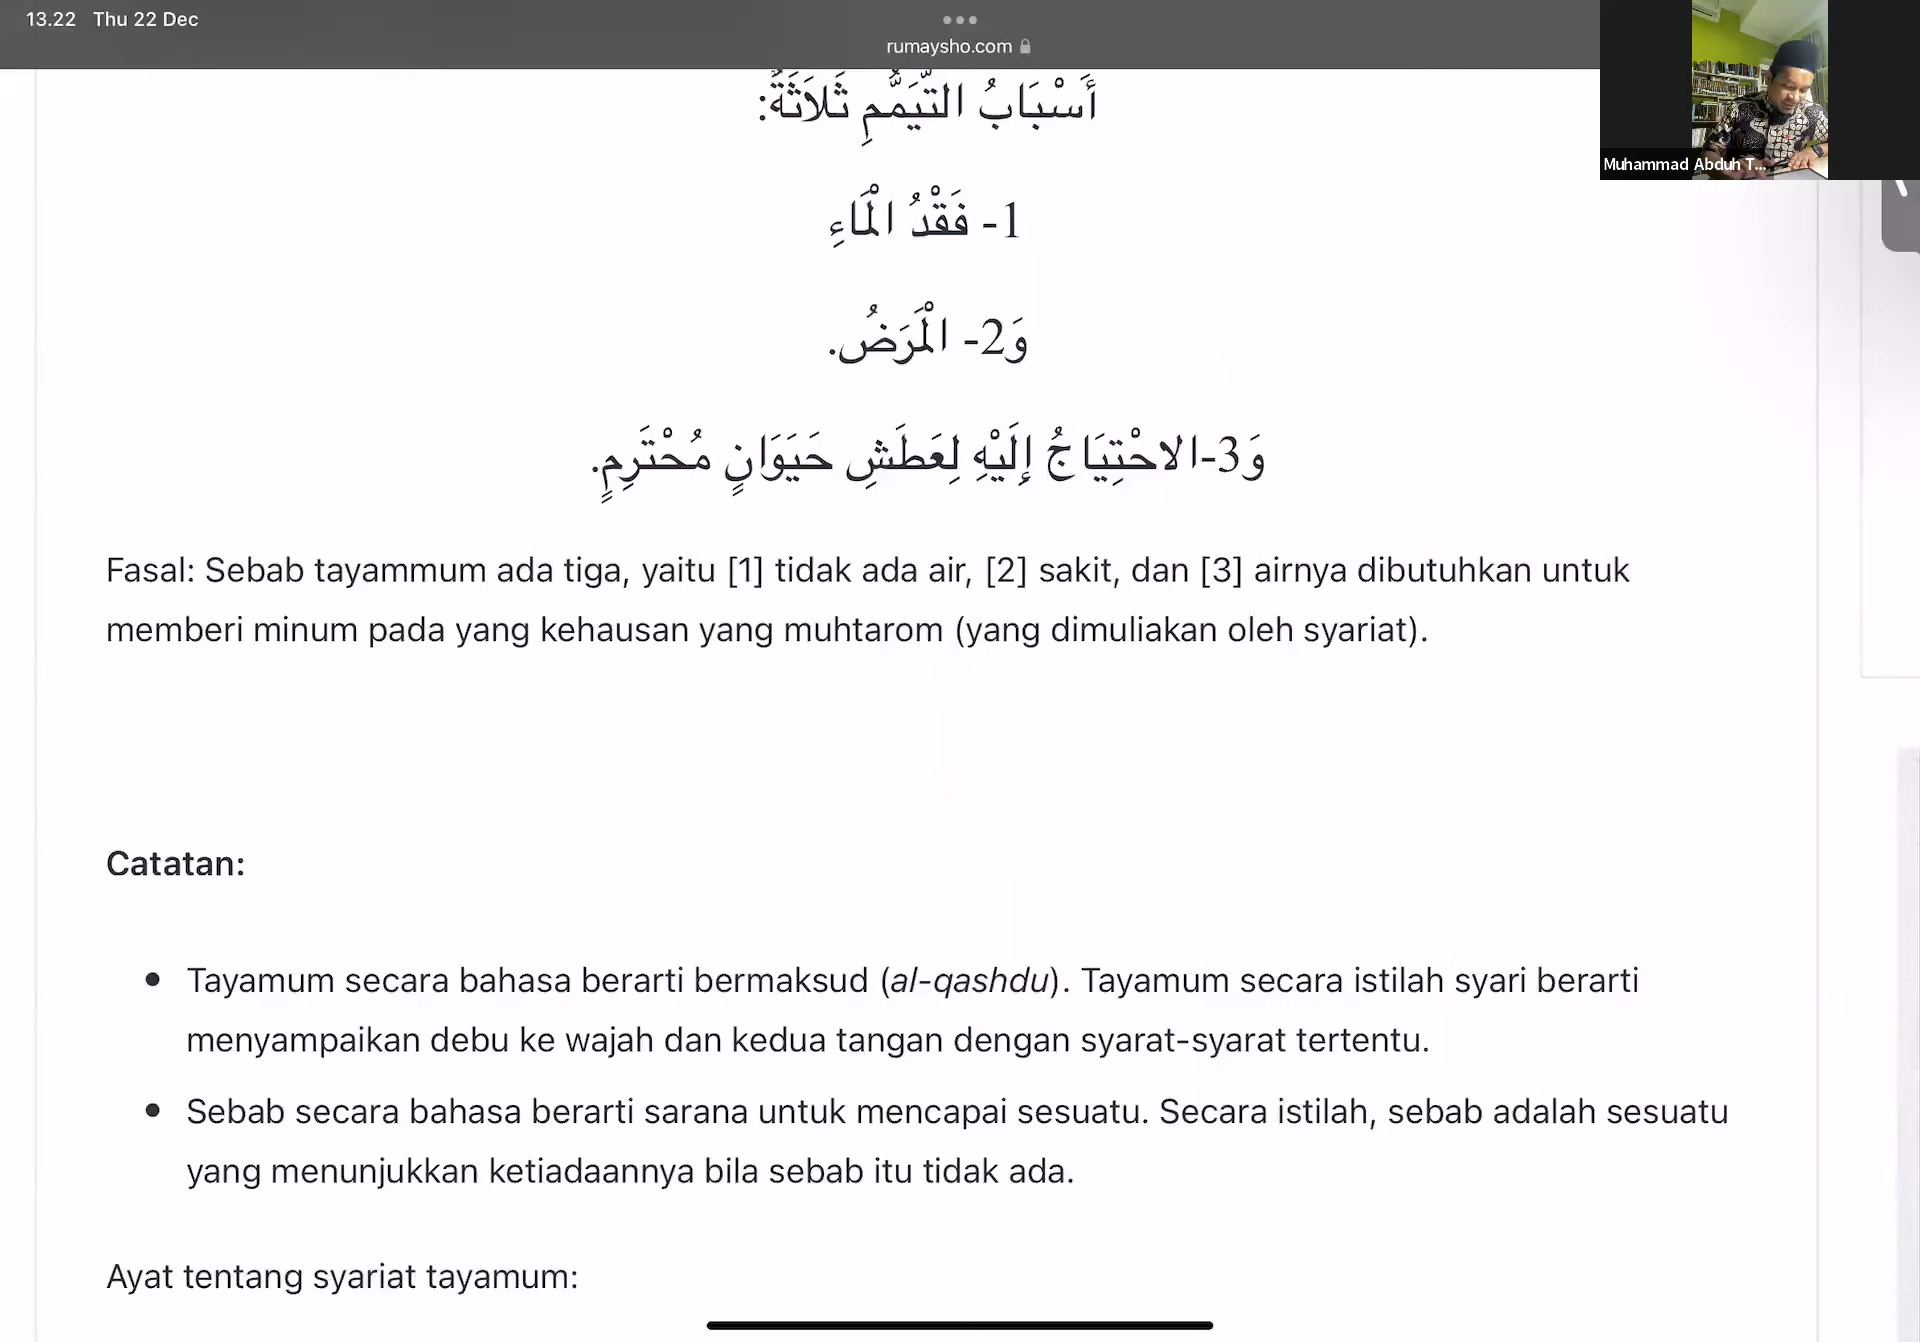 13.22 Thu 22 Dec
rumaysho.com
Muhammad Abduh T...
أَسْبَابُ التَّيَمُّمِ ثَلَاثَةٌ:
1- فَقْدُ الْمَاءِ
وَ2- الْمَرَضُ.
وَ3-الاحْتِيَاجُ إِلَيْهِ لِعَطَشِ حَيَوَانٍ مُحْتَرَمٍ.
Fasal: Sebab tayammum ada tiga, yaitu [1] tidak ada air, [2] sakit, dan [3] airnya dibutuhkan untuk
memberi minum pada yang kehausan yang muhtarom (yang dimuliakan oleh syariat).
Catatan:
• Tayamum secara bahasa berarti bermaksud (al-qashdu). Tayamum secara istilah syari berarti
menyampaikan debu ke wajah dan kedua tangan dengan syarat-syarat tertentu.
• Sebab secara bahasa berarti sarana untuk mencapai sesuatu. Secara istilah, sebab adalah sesuatu
yang menunjukkan ketiadaannya bila sebab itu tidak ada.
Ayat tentang syariat tayamum: